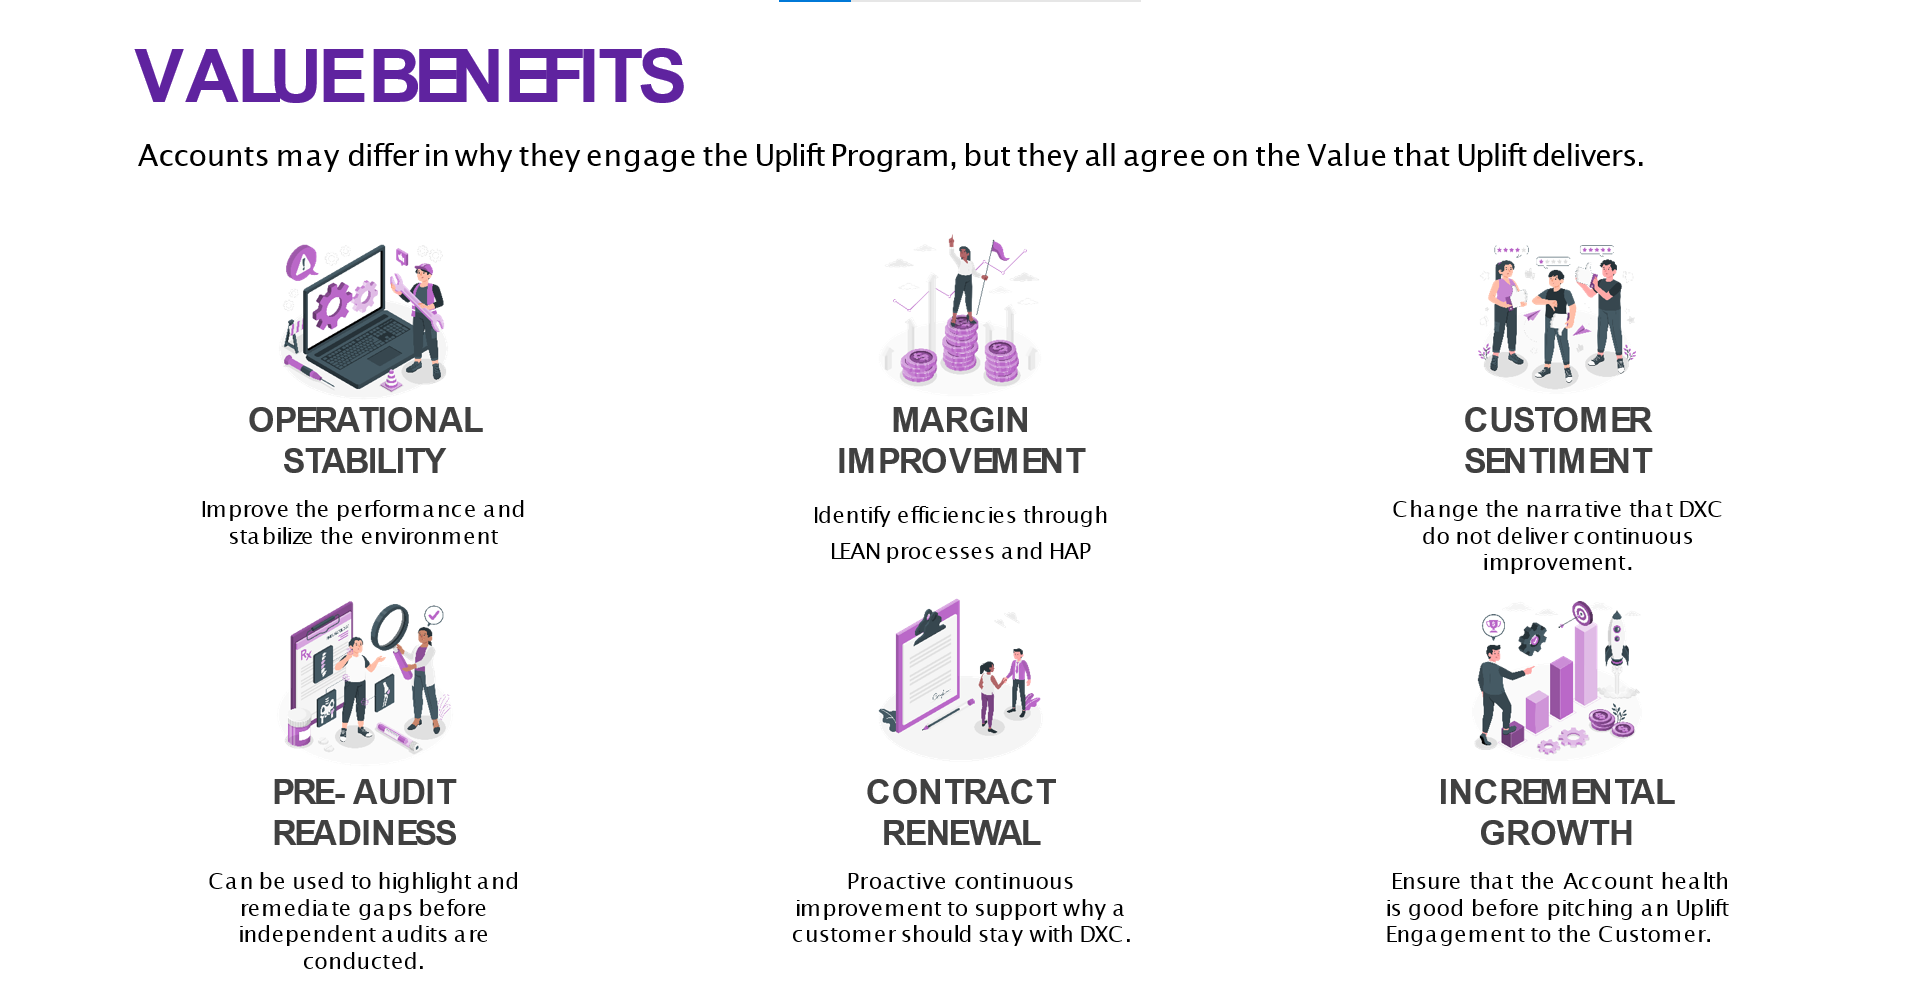 VALUE BENEFITS
Accounts may differ in why they engage the Uplift Program, but they all agree on the Value that Uplift delivers.
OPERATIONAL
STABILITY
Improve the performance and
stabilize the environment
MARGIN
IMPROVEMENT
Identify efficiencies through
LEAN processes and HAP
CUSTOMER
SENTIMENT
Change the narrative that DXC
do not deliver continuous
improvement.
Rx
PRE- AUDIT
READINESS
Can be used to highlight and
remediate gaps before
independent audits are
conducted.
CONTRACT
RENEWAL
Proactive continuous
improvement to support why a
customer should stay with DXC.
INCREMENTAL
GROWTH
Ensure that the Account health
is good before pitching an Uplift
Engagement to the Customer.